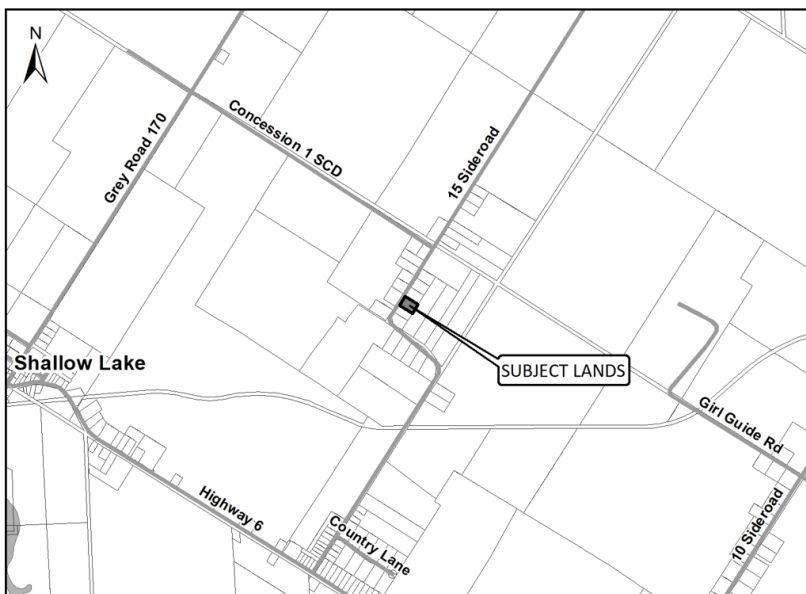 N
Concession 1 SCD
15 Sideroad
Grey Road 170
Shallow Lake
SUBJECT LANDS
Girl Guide Rd
Highway 6
Country Lane
10 Sideroad